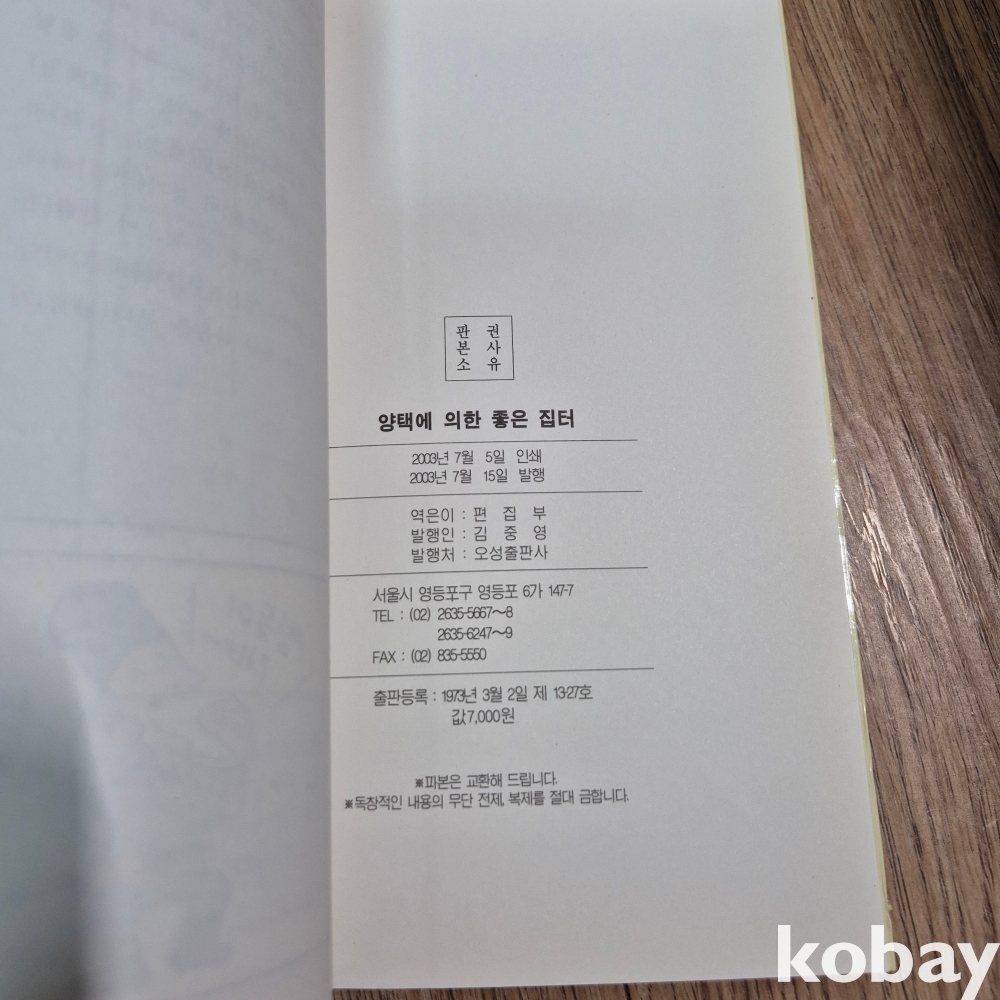 판 권
본 사
소 유
양택에 의한 좋은 집터
2003년 7월 5일 인쇄
2003년 7월 15일 발행
역은이 : 편 집 부
발행인 : 김 중 영
발행처 : 오성출판사
서울시 영등포구 영등포 6가 147-7
TEL : (02) 2635-5667~8
2635-6247~9
FAX : (02) 835-5550
출판등록 : 1973년 3월 2일 제 13-27호
값 7,000원
※파본은 교환해 드립니다.
※독창적인 내용의 무단 전제, 복제를 절대 금합니다.
kobay